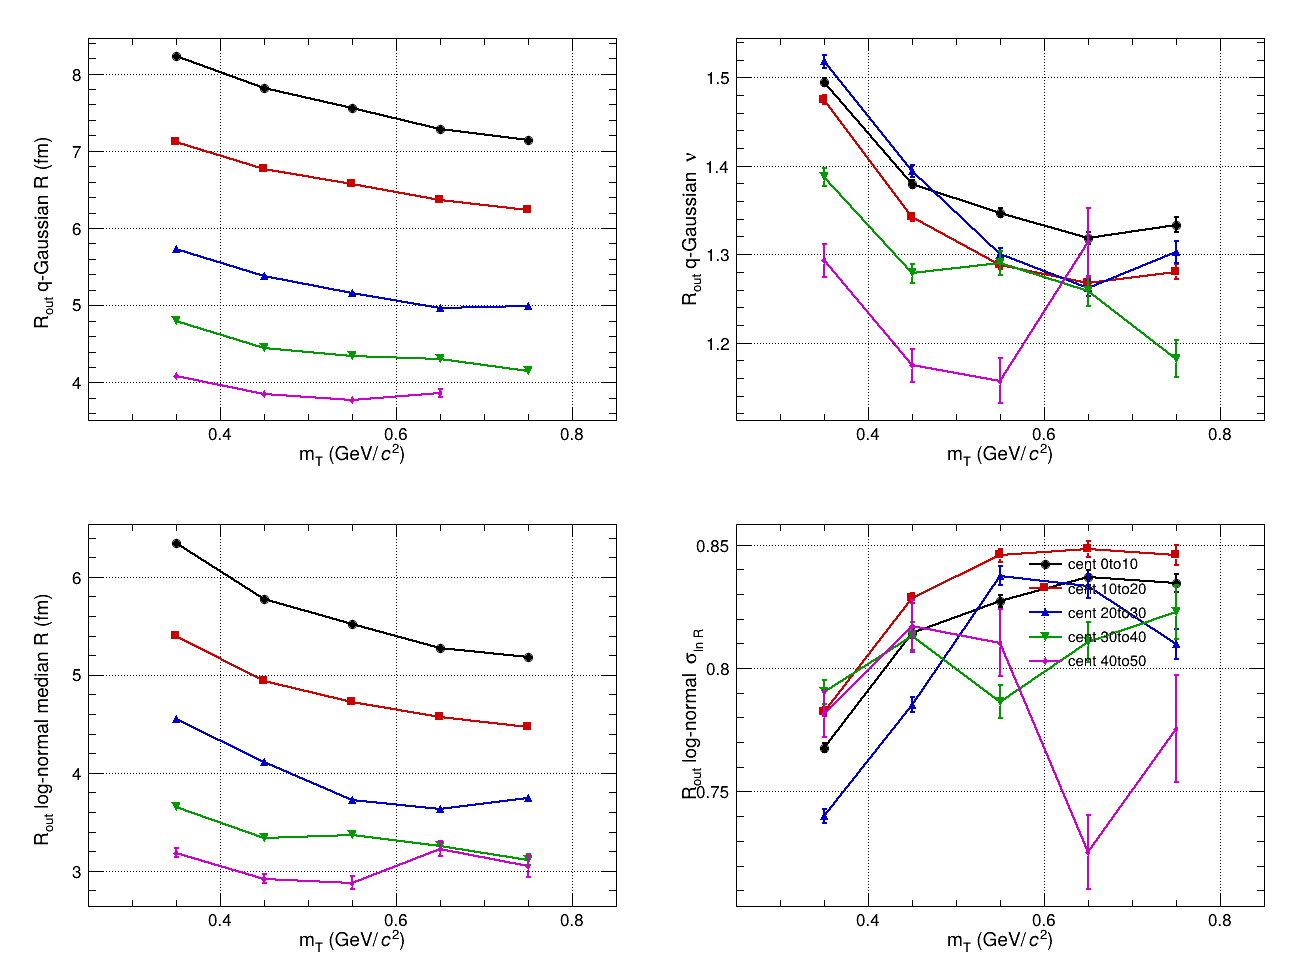 8
7
6
5
4
R_out q-Gaussian R (fm)
0.4
0.6
0.8
m_T (GeV/c²)
1.5
1.4
1.3
1.2
R_out q-Gaussian ν
0.4
0.6
0.8
m_T (GeV/c²)
6
5
4
3
R_out log-normal median R (fm)
0.4
0.6
0.8
m_T (GeV/c²)
0.85
0.8
0.75
R_out log-normal σ_ln R
cent 0to10
cent 10to20
cent 20to30
cent 30to40
cent 40to50
0.4
0.6
0.8
m_T (GeV/c²)